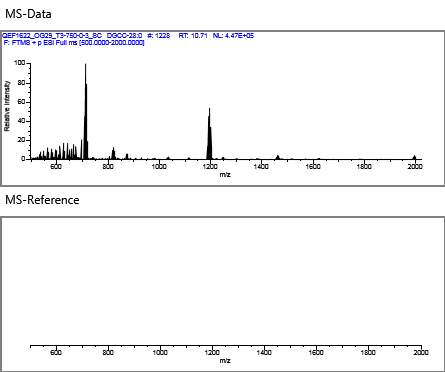 MS-Data
QEF1622_OG29_T3-750-0-3_BC DGCC-28:0 #: 1228 RT: 10.71 NL: 4.47E+05
F: FTMS + p ESI Full ms [500.0000-2000.0000]
100
80
60
40
20
0
Relative Intensity
600 800 1000 1200 1400 1600 1800 2000
m/z
MS-Reference
600 800 1000 1200 1400 1600 1800 2000
m/z